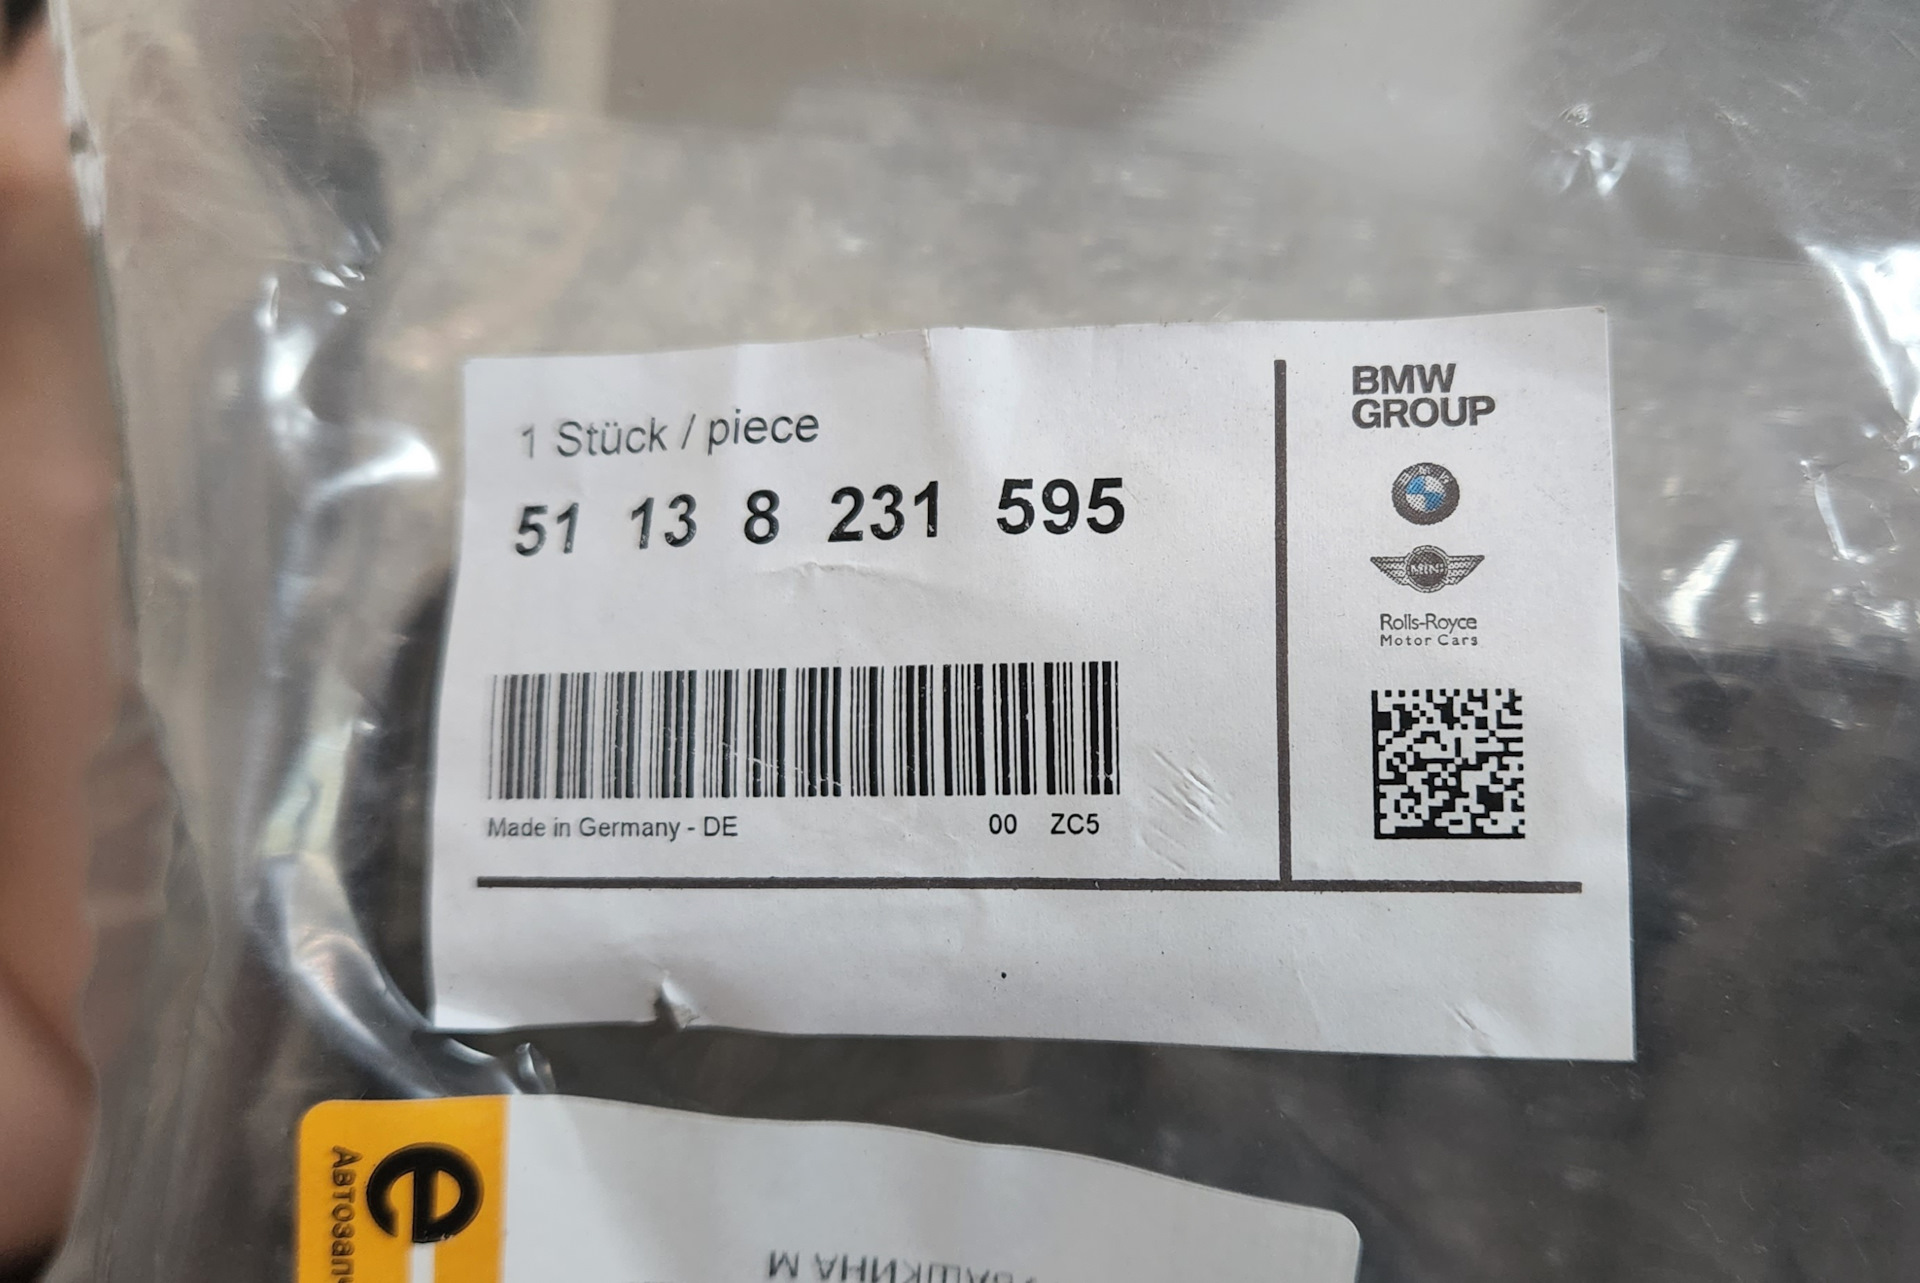 1 Stück / piece
51 13 8 231 595
Made in Germany - DE
00 ZC5
BMW
GROUP
MINI
Rolls-Royce
Motor Cars
e